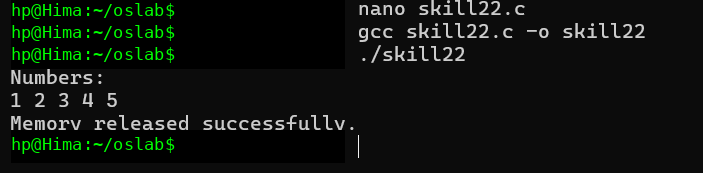 hp@Hima:~/oslab$ nano skill22.c
hp@Hima:~/oslab$ gcc skill22.c -o skill22
hp@Hima:~/oslab$ ./skill22
Numbers:
1 2 3 4 5
Memory released successfully.
hp@Hima:~/oslab$